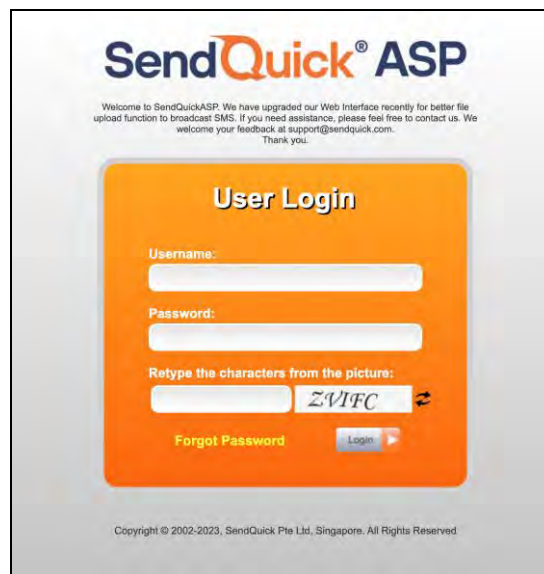 SendQuick® ASP
Welcome to SendQuickASP. We have upgraded our Web Interface recently for better file
upload function to broadcast SMS. If you need assistance, please feel free to contact us. We
welcome your feedback at support@sendquick.com.
Thank you.
User Login
Username:
Password:
Retype the characters from the picture:
ZVIFC
Forgot Password
Login
Copyright © 2002-2023, SendQuick Pte Ltd, Singapore. All Rights Reserved